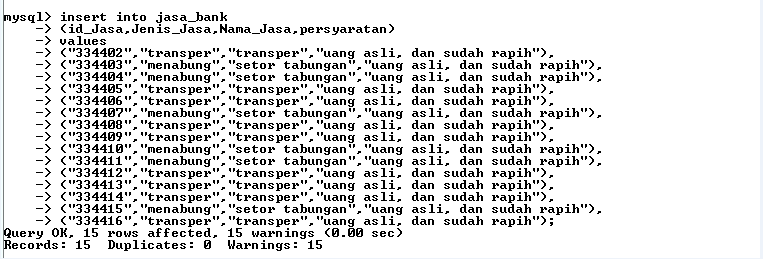 mysql> insert into jasa_bank
    -> (id_Jasa,Jenis_Jasa,Nama_Jasa,persyaratan)
    -> values
    -> ("334402","transper","transper","uang asli, dan sudah rapih"),
    -> ("334403","menabung","setor tabungan","uang asli, dan sudah rapih"),
    -> ("334404","menabung","setor tabungan","uang asli, dan sudah rapih"),
    -> ("334405","transper","transper","uang asli, dan sudah rapih"),
    -> ("334406","transper","transper","uang asli, dan sudah rapih"),
    -> ("334407","menabung","setor tabungan","uang asli, dan sudah rapih"),
    -> ("334408","transper","transper","uang asli, dan sudah rapih"),
    -> ("334409","transper","transper","uang asli, dan sudah rapih"),
    -> ("334410","menabung","setor tabungan","uang asli, dan sudah rapih"),
    -> ("334411","menabung","setor tabungan","uang asli, dan sudah rapih"),
    -> ("334412","transper","transper","uang asli, dan sudah rapih"),
    -> ("334413","transper","transper","uang asli, dan sudah rapih"),
    -> ("334414","transper","transper","uang asli, dan sudah rapih"),
    -> ("334415","menabung","setor tabungan","uang asli, dan sudah rapih"),
    -> ("334416","transper","transper","uang asli, dan sudah rapih");
Query OK, 15 rows affected, 15 warnings (0.00 sec)
Records: 15  Duplicates: 0  Warnings: 15